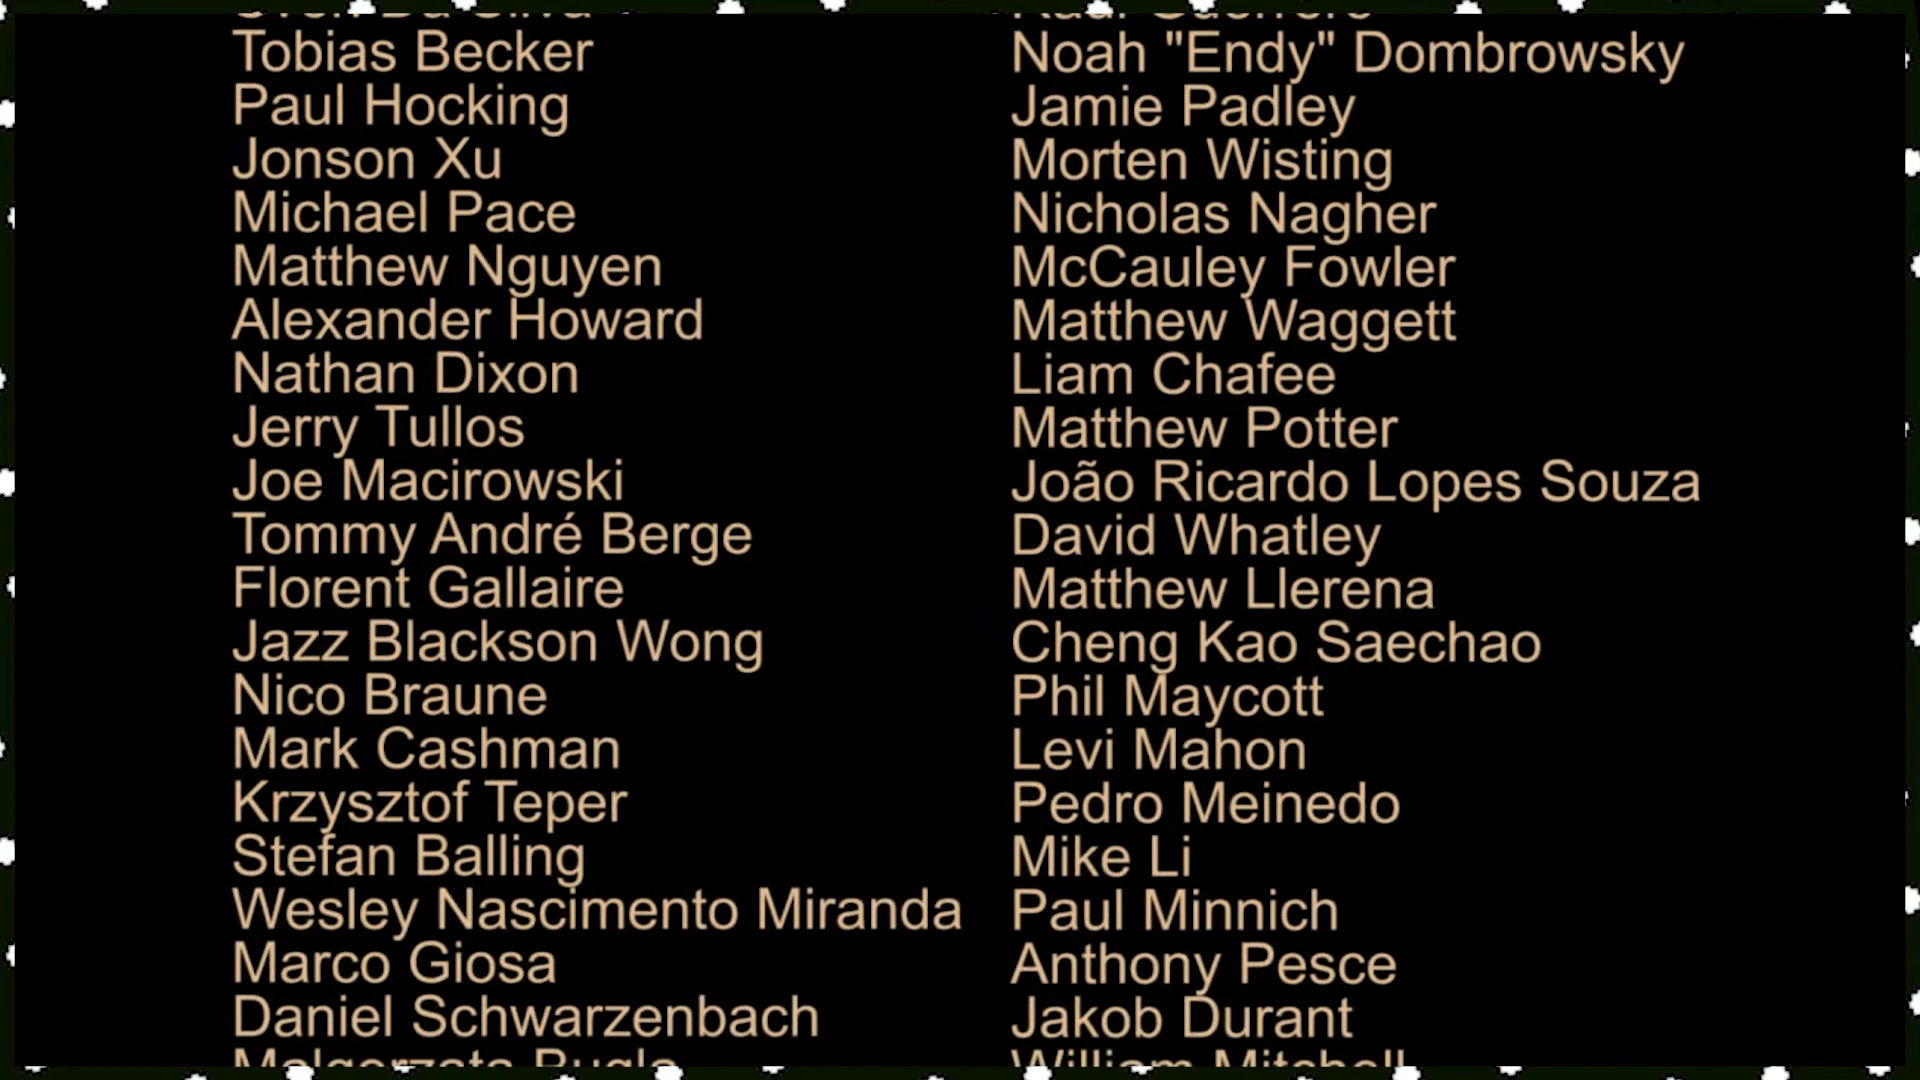 Tobias Becker
Paul Hocking
Jonson Xu
Michael Pace
Matthew Nguyen
Alexander Howard
Nathan Dixon
Jerry Tullos
Joe Macirowski
Tommy André Berge
Florent Gallaire
Jazz Blackson Wong
Nico Braune
Mark Cashman
Krzysztof Teper
Stefan Balling
Wesley Nascimento Miranda
Marco Giosa
Daniel Schwarzenbach
Noah "Endy" Dombrowsky
Jamie Padley
Morten Wisting
Nicholas Nagher
McCauley Fowler
Matthew Waggett
Liam Chafee
Matthew Potter
João Ricardo Lopes Souza
David Whatley
Matthew Llerena
Cheng Kao Saechao
Phil Maycott
Levi Mahon
Pedro Meinedo
Mike Li
Paul Minnich
Anthony Pesce
Jakob Durant
William Mitchell